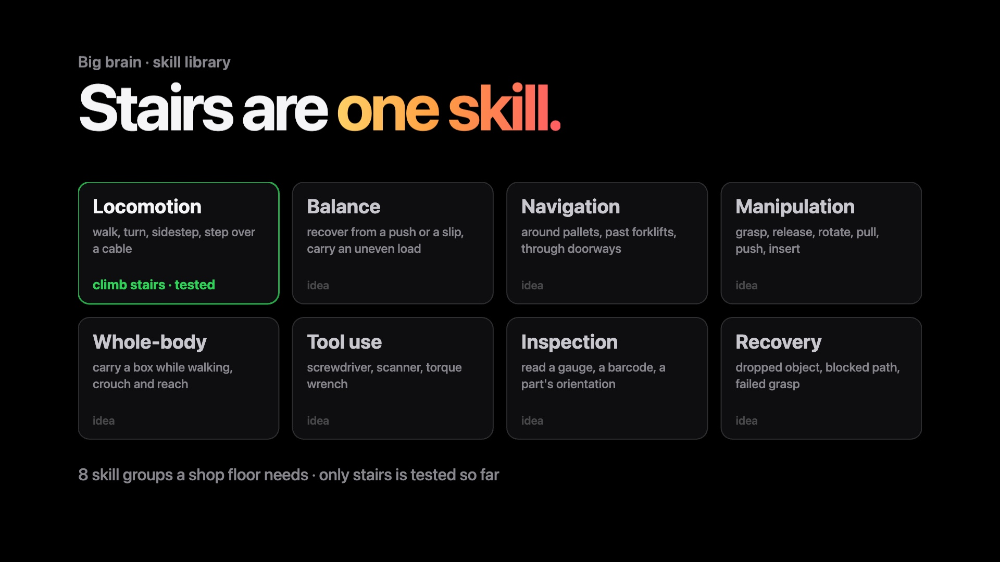 Big brain · skill library
Stairs are one skill.
Locomotion
walk, turn, sidestep, step over
a cable
climb stairs · tested
Balance
recover from a push or a slip,
carry an uneven load
idea
Navigation
around pallets, past forklifts,
through doorways
idea
Manipulation
grasp, release, rotate, pull,
push, insert
idea
Whole-body
carry a box while walking,
crouch and reach
idea
Tool use
screwdriver, scanner, torque
wrench
idea
Inspection
read a gauge, a barcode, a
part's orientation
idea
Recovery
dropped object, blocked path,
failed grasp
idea
8 skill groups a shop floor needs · only stairs is tested so far